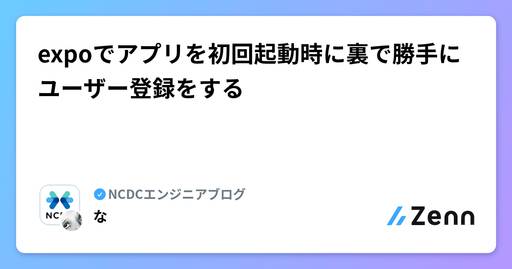 expoでアプリを初回起動時に裏で勝手に
ユーザー登録をする
NCDCエンジニアブログ
な
Zenn